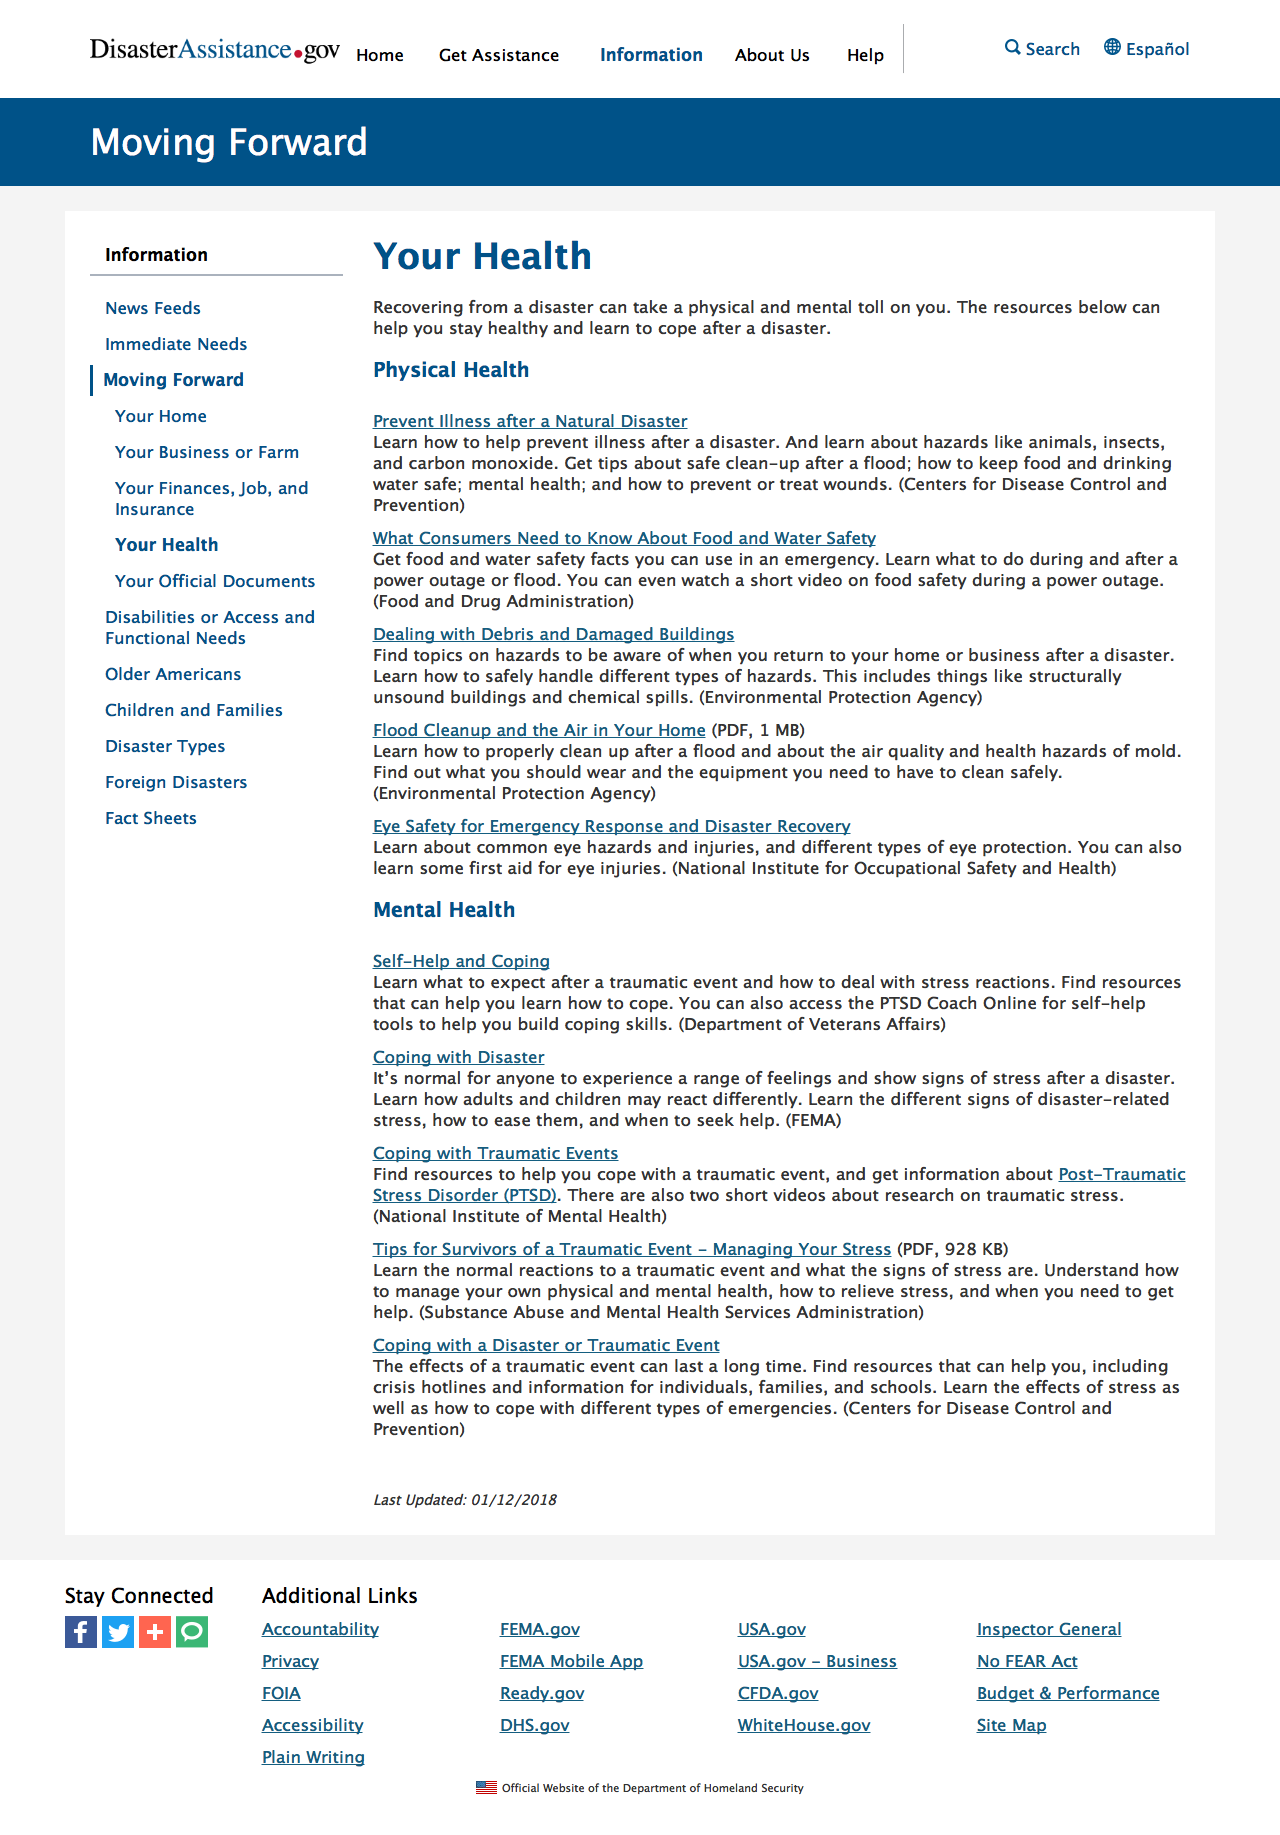 DisasterAssistance.gov
Home
Get Assistance
Information
About Us
Help
Search
Español
Moving Forward
Information
News Feeds
Immediate Needs
Moving Forward
Your Home
Your Business or Farm
Your Finances, Job, and
Insurance
Your Health
Your Official Documents
Disabilities or Access and
Functional Needs
Older Americans
Children and Families
Disaster Types
Foreign Disasters
Fact Sheets
Your Health
Recovering from a disaster can take a physical and mental toll on you. The resources below can
help you stay healthy and learn to cope after a disaster.
Physical Health
Prevent Illness after a Natural Disaster
Learn how to help prevent illness after a disaster. And learn about hazards like animals, insects,
and carbon monoxide. Get tips about safe clean-up after a flood; how to keep food and drinking
water safe; mental health; and how to prevent or treat wounds. (Centers for Disease Control and
Prevention)
What Consumers Need to Know About Food and Water Safety
Get food and water safety facts you can use in an emergency. Learn what to do during and after a
power outage or flood. You can even watch a short video on food safety during a power outage.
(Food and Drug Administration)
Dealing with Debris and Damaged Buildings
Find topics on hazards to be aware of when you return to your home or business after a disaster.
Learn how to safely handle different types of hazards. This includes things like structurally
unsound buildings and chemical spills. (Environmental Protection Agency)
Flood Cleanup and the Air in Your Home (PDF, 1 MB)
Learn how to properly clean up after a flood and about the air quality and health hazards of mold.
Find out what you should wear and the equipment you need to have to clean safely.
(Environmental Protection Agency)
Eye Safety for Emergency Response and Disaster Recovery
Learn about common eye hazards and injuries, and different types of eye protection. You can also
learn some first aid for eye injuries. (National Institute for Occupational Safety and Health)
Mental Health
Self-Help and Coping
Learn what to expect after a traumatic event and how to deal with stress reactions. Find resources
that can help you learn how to cope. You can also access the PTSD Coach Online for self-help
tools to help you build coping skills. (Department of Veterans Affairs)
Coping with Disaster
It's normal for anyone to experience a range of feelings and show signs of stress after a disaster.
Learn how adults and children may react differently. Learn the different signs of disaster-related
stress, how to ease them, and when to seek help. (FEMA)
Coping with Traumatic Events
Find resources to help you cope with a traumatic event, and get information about Post-Traumatic
Stress Disorder (PTSD). There are also two short videos about research on traumatic stress.
(National Institute of Mental Health)
Tips for Survivors of a Traumatic Event - Managing Your Stress (PDF, 928 KB)
Learn the normal reactions to a traumatic event and what the signs of stress are. Understand how
to manage your own physical and mental health, how to relieve stress, and when you need to get
help. (Substance Abuse and Mental Health Services Administration)
Coping with a Disaster or Traumatic Event
The effects of a traumatic event can last a long time. Find resources that can help you, including
crisis hotlines and information for individuals, families, and schools. Learn the effects of stress as
well as how to cope with different types of emergencies. (Centers for Disease Control and
Prevention)
Last Updated: 01/12/2018
Stay Connected
Additional Links
Accountability
Privacy
FOIA
Accessibility
Plain Writing
FEMA.gov
FEMA Mobile App
Ready.gov
DHS.gov
USA.gov
USA.gov - Business
CFDA.gov
WhiteHouse.gov
Inspector General
No FEAR Act
Budget & Performance
Site Map
Official Website of the Department of Homeland Security